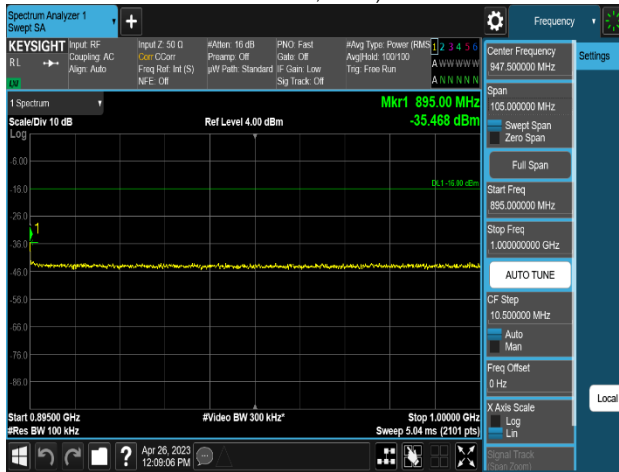 Spectrum Analyzer 1
Swept SA
+
Frequency
Settings
KEYSIGHT
RL
Input: RF
Coupling: AC
Align: Auto
Input Z: 50 Ω
Corr CCorr
Freq Ref: Int (S)
NFE: Off
#Atten: 16 dB
Preamp: Off
µW Path: Standard
PNO: Fast
Gate: Off
IF Gain: Low
Sig Track: Off
#Avg Type: Power (RMS
Avg|Hold: 100/100
Trig: Free Run
1 2 3 4 5 6
A W W W W W
A N N N N N
1 Spectrum
Scale/Div 10 dB
Log
Ref Level 4.00 dBm
Mkr1 895.00 MHz
-35.468 dBm
DL1 -16.00 dBm
1
-6.00
-16.0
-26.0
-36.0
-46.0
-56.0
-66.0
-76.0
-86.0
Start 0.89500 GHz
#Res BW 100 kHz
#Video BW 300 kHz*
Stop 1.00000 GHz
Sweep 5.04 ms (2101 pts)
Center Frequency
947.500000 MHz
Span
105.000000 MHz
Swept Span
Zero Span
Full Span
Start Freq
895.000000 MHz
Stop Freq
1.000000000 GHz
AUTO TUNE
CF Step
10.500000 MHz
Auto
Man
Freq Offset
0 Hz
X Axis Scale
Log
Lin
Signal Track
(Span Zoom)
Local
?
Apr 26, 2023
12:09:06 PM